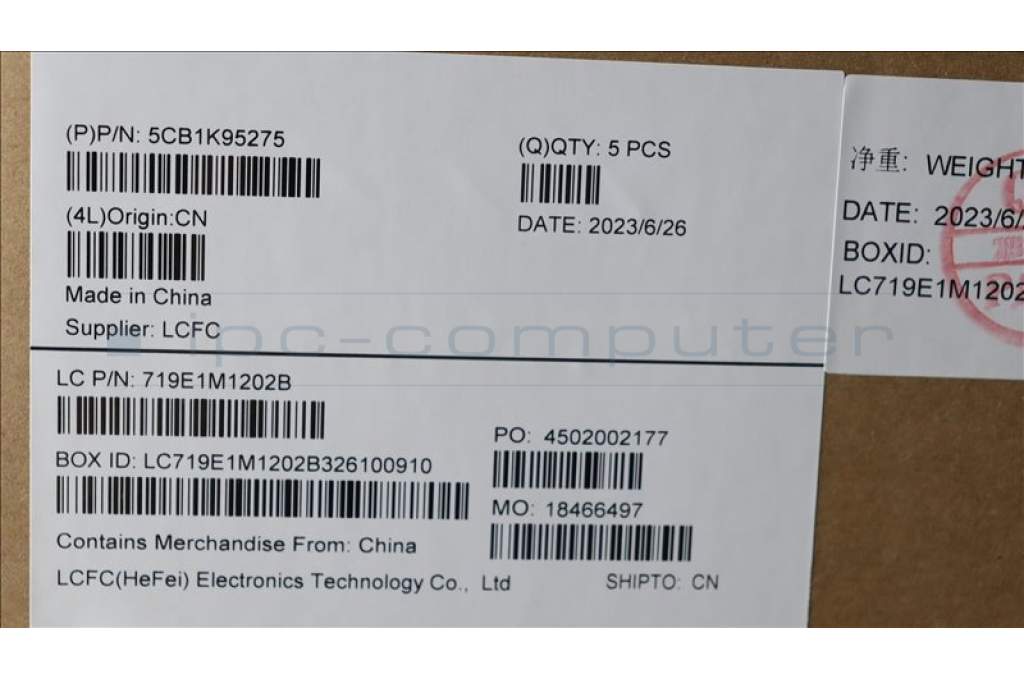 (P)P/N: 5CB1K95275
(Q)QTY: 5 PCS
(4L)Origin:CN
DATE: 2023/6/26
Made in China
Supplier: LCFC
LC P/N: 719E1M1202B
PO: 4502002177
BOX ID: LC719E1M1202B326100910
MO: 18466497
Contains Merchandise From: China
LCFC(HeFei) Electronics Technology Co., Ltd
SHIPTO: CN
净重: WEIGHT
DATE: 2023/6/
BOXID:
LC719E1M1202
ipc-computer